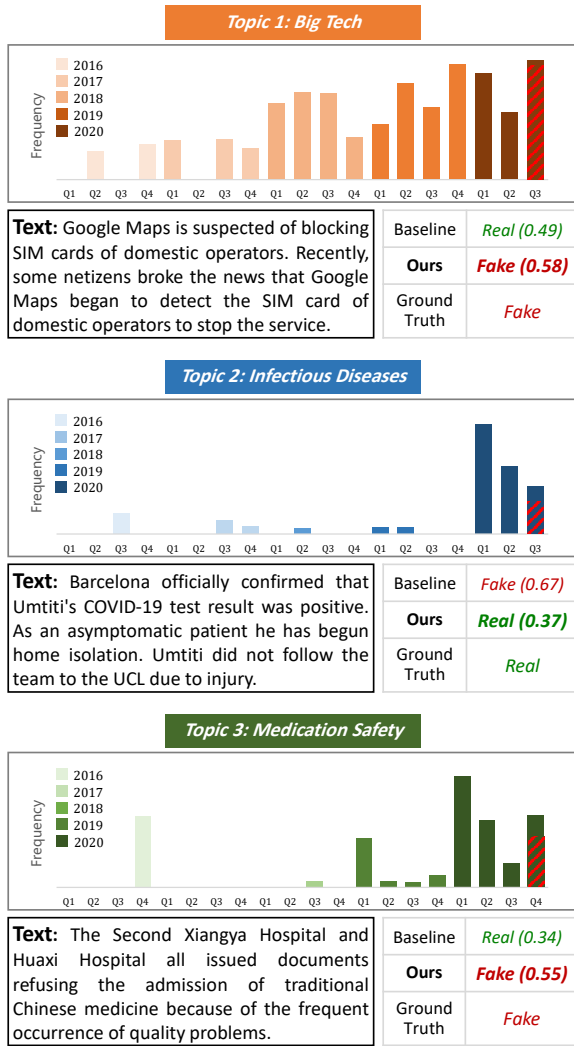 Topic 1: Big Tech
Frequency
2016
2017
2018
2019
2020
Q1 Q2 Q3 Q4 Q1 Q2 Q3 Q4 Q1 Q2 Q3 Q4 Q1 Q2 Q3 Q4 Q1 Q2 Q3
Text: Google Maps is suspected of blocking
SIM cards of domestic operators. Recently,
some netizens broke the news that Google
Maps began to detect the SIM card of
domestic operators to stop the service.
Baseline Real (0.49)
Ours Fake (0.58)
Ground
Truth
Fake
Topic 2: Infectious Diseases
Frequency
2016
2017
2018
2019
2020
Q1 Q2 Q3 Q4 Q1 Q2 Q3 Q4 Q1 Q2 Q3 Q4 Q1 Q2 Q3 Q4 Q1 Q2 Q3
Text: Barcelona officially confirmed that
Umtiti's COVID-19 test result was positive.
As an asymptomatic patient he has begun
home isolation. Umtiti did not follow the
team to the UCL due to injury.
Baseline Fake (0.67)
Ours Real (0.37)
Ground
Truth
Real
Topic 3: Medication Safety
Frequency
2016
2017
2018
2019
2020
Q1 Q2 Q3 Q4 Q1 Q2 Q3 Q4 Q1 Q2 Q3 Q4 Q1 Q2 Q3 Q4 Q1 Q2 Q3 Q4
Text: The Second Xiangya Hospital and
Huaxi Hospital all issued documents
refusing the admission of traditional
Chinese medicine because of the frequent
occurrence of quality problems.
Baseline Real (0.34)
Ours Fake (0.55)
Ground
Truth
Fake